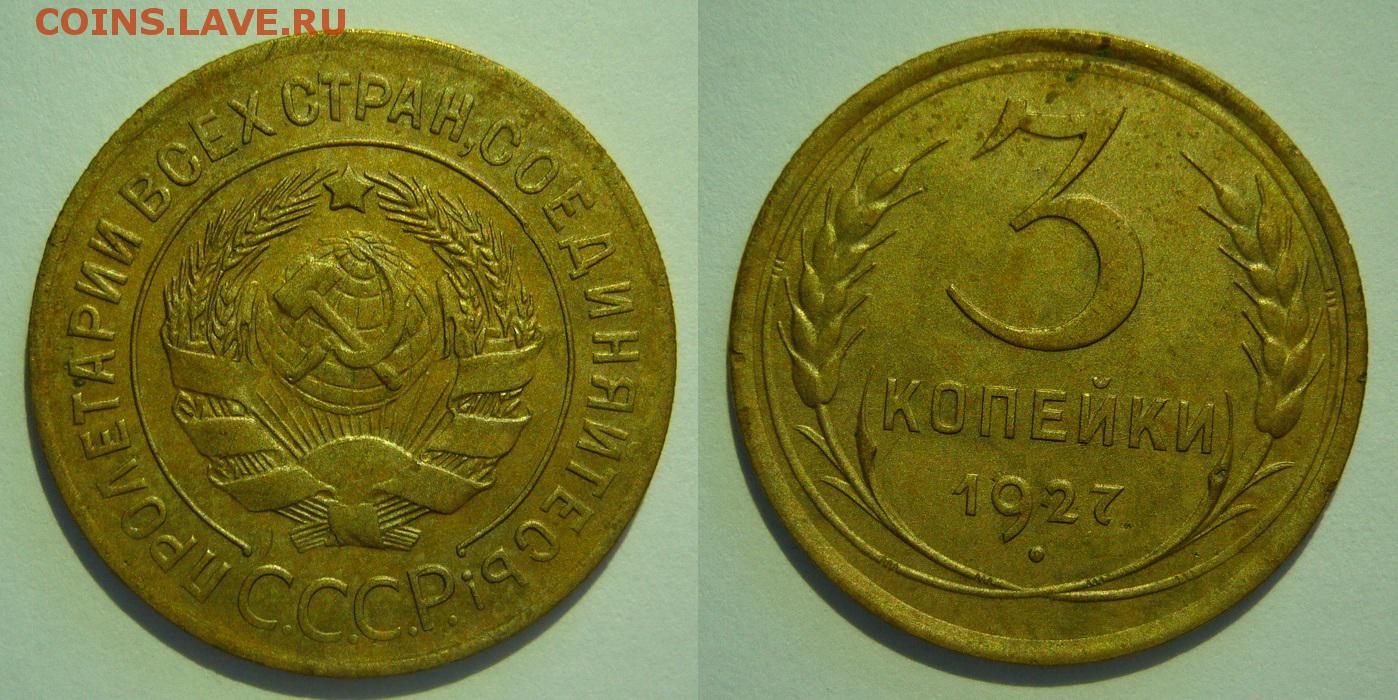 COINS.LAVE.RU
ПРОЛЕТАРИИ ВСЕХ СТРАН, СОЕДИНЯЙТЕСЬ!
С.С.С.Р.
3
КОПЕЙКИ
1927